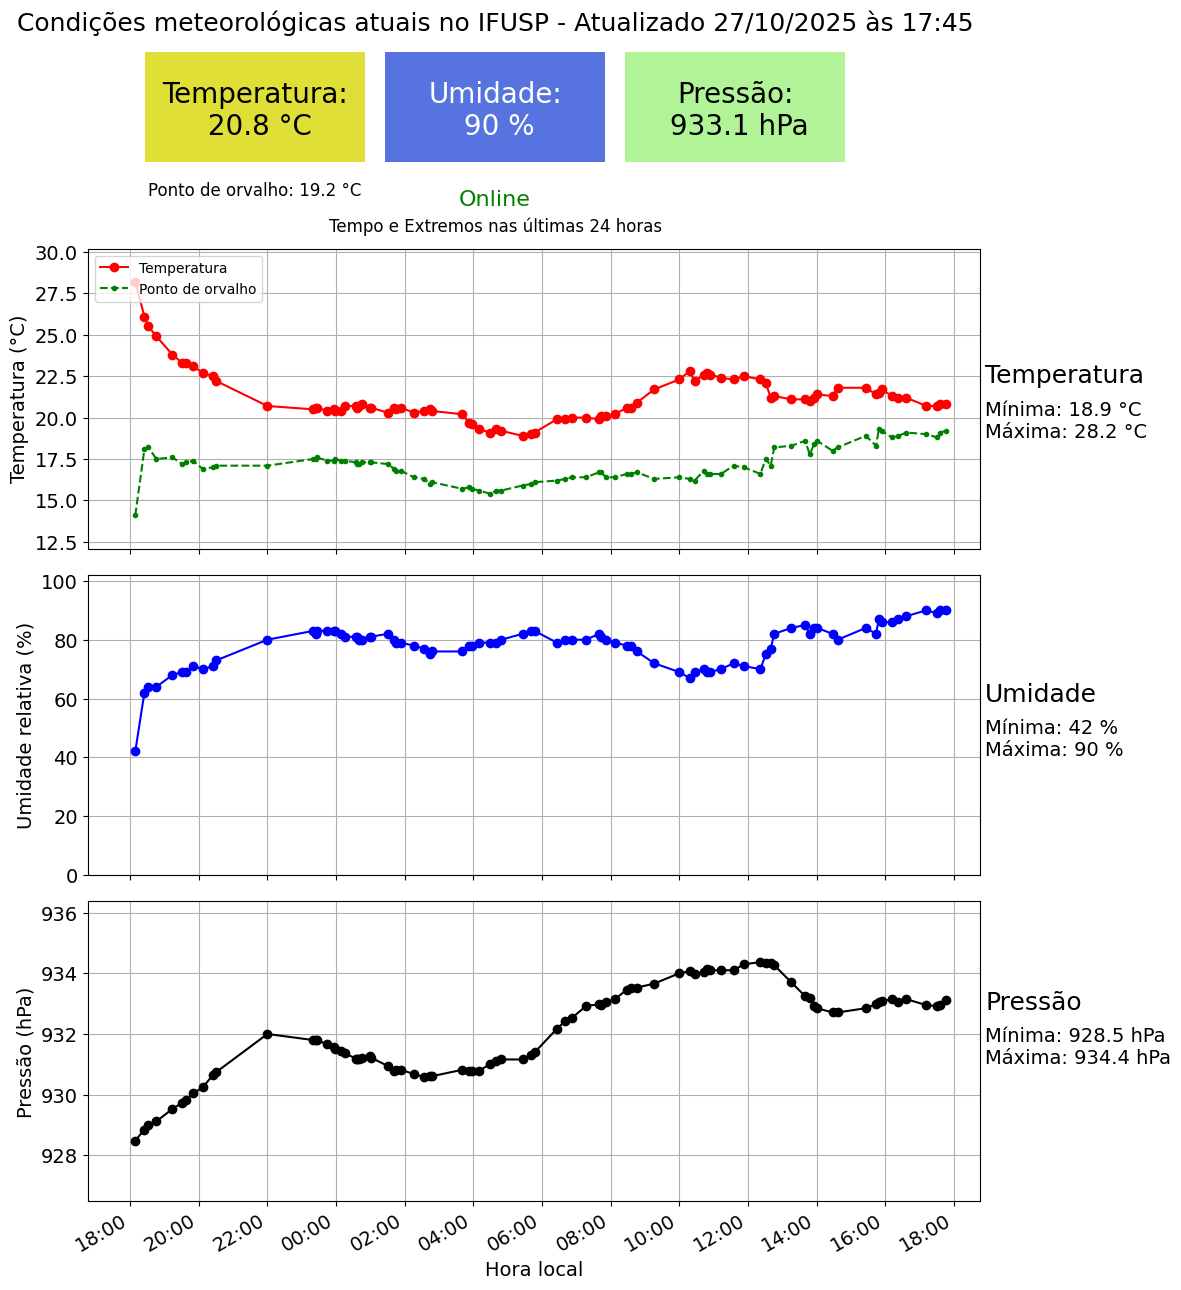 Condições meteorológicas atuais no IFUSP - Atualizado 27/10/2025 às 17:45
Temperatura:
20.8 °C
Umidade:
90 %
Pressão:
933.1 hPa
Ponto de orvalho: 19.2 °C
Online
Tempo e Extremos nas últimas 24 horas
Temperatura (°C)
30.0
27.5
25.0
22.5
20.0
17.5
15.0
12.5
Temperatura
Ponto de orvalho
Temperatura
Mínima: 18.9 °C
Máxima: 28.2 °C
Umidade relativa (%)
100
80
60
40
20
0
Umidade
Mínima: 42 %
Máxima: 90 %
Pressão (hPa)
936
934
932
930
928
Pressão
Mínima: 928.5 hPa
Máxima: 934.4 hPa
18:00 20:00 22:00 00:00 02:00 04:00 06:00 08:00 10:00 12:00 14:00 16:00 18:00
Hora local